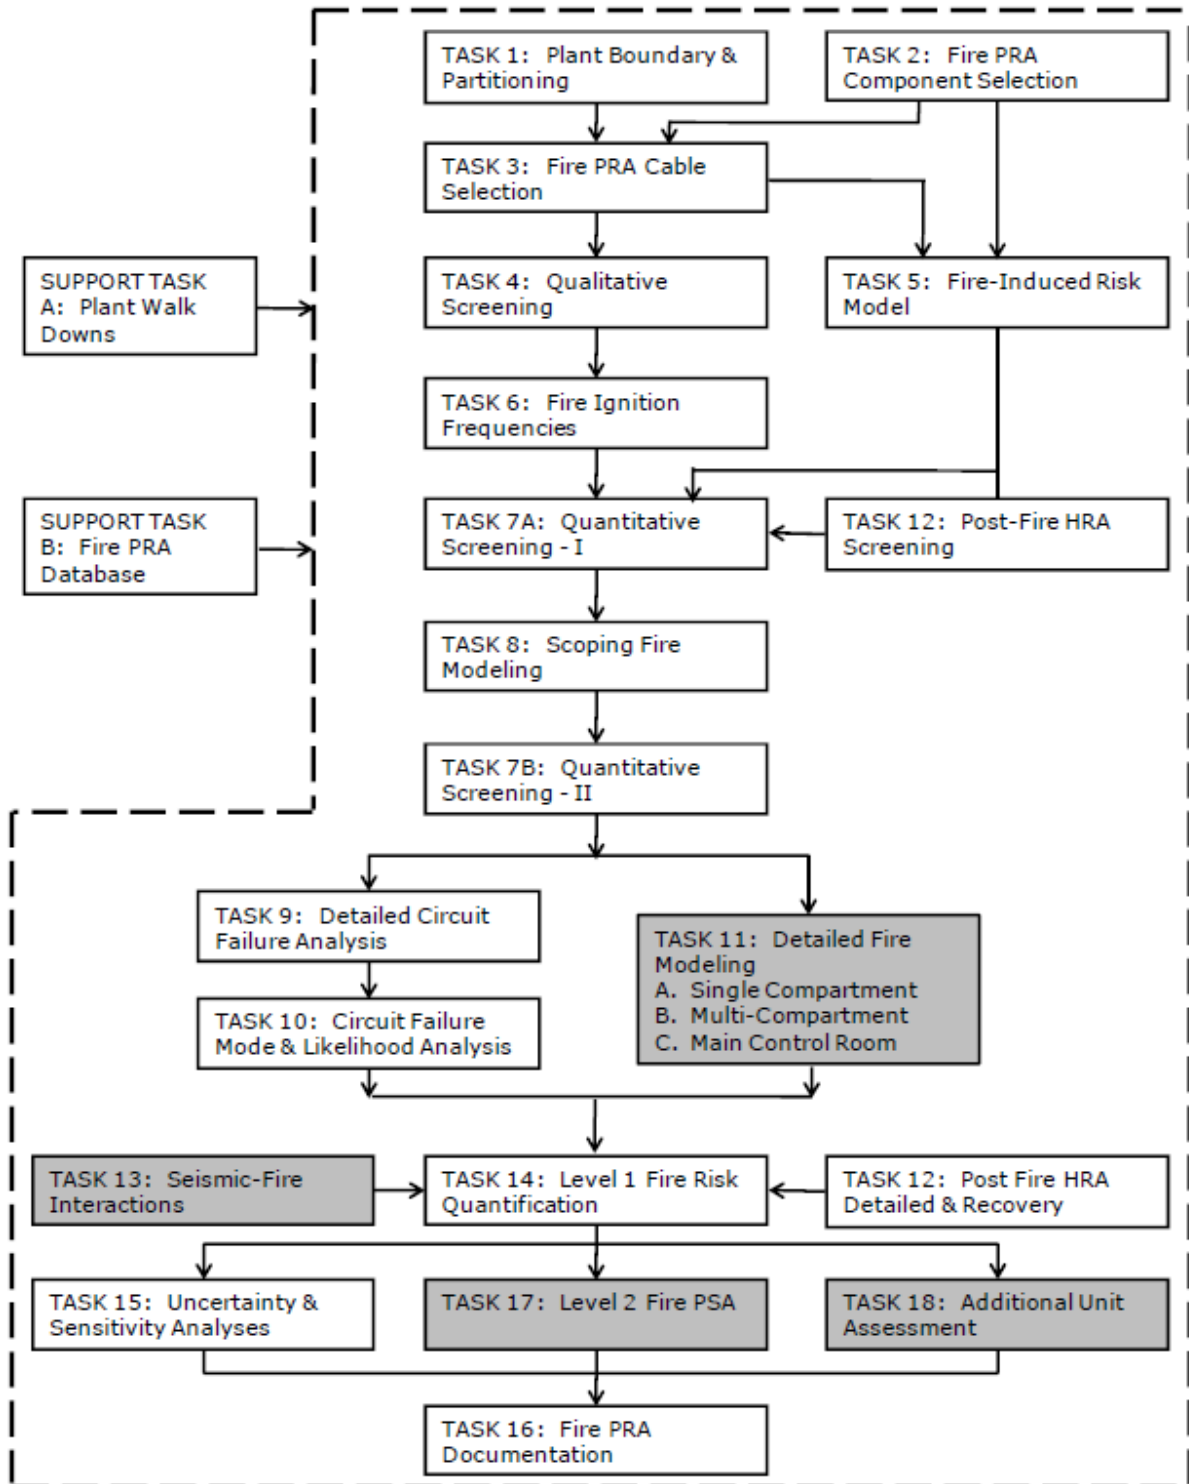 TASK 1: Plant Boundary &
Partitioning
TASK 2: Fire PRA
Component Selection
TASK 3: Fire PRA Cable
Selection
SUPPORT TASK
A: Plant Walk
Downs
TASK 4: Qualitative
Screening
TASK 5: Fire-Induced Risk
Model
TASK 6: Fire Ignition
Frequencies
SUPPORT TASK
B: Fire PRA
Database
TASK 7A: Quantitative
Screening - I
TASK 12: Post-Fire HRA
Screening
TASK 8: Scoping Fire
Modeling
TASK 7B: Quantitative
Screening - II
TASK 9: Detailed Circuit
Failure Analysis
TASK 11: Detailed Fire
Modeling
A. Single Compartment
B. Multi-Compartment
C. Main Control Room
TASK 10: Circuit Failure
Mode & Likelihood Analysis
TASK 13: Seismic-Fire
Interactions
TASK 14: Level 1 Fire Risk
Quantification
TASK 12: Post Fire HRA
Detailed & Recovery
TASK 15: Uncertainty &
Sensitivity Analyses
TASK 17: Level 2 Fire PSA
TASK 18: Additional Unit
Assessment
TASK 16: Fire PRA
Documentation